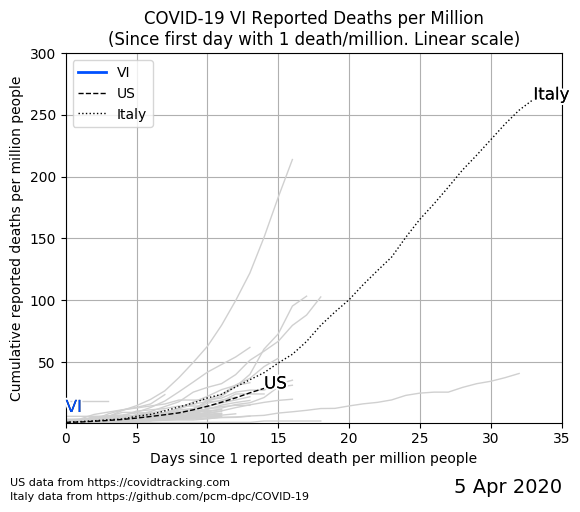 COVID-19 VI Reported Deaths per Million
(Since first day with 1 death/million. Linear scale)
Cumulative reported deaths per million people
300
250
200
150
100
50
VI
US
Italy
Italy
US
VI
0
5
10
15
20
25
30
35
Days since 1 reported death per million people
US data from https://covidtracking.com
Italy data from https://github.com/pcm-dpc/COVID-19
5 Apr 2020